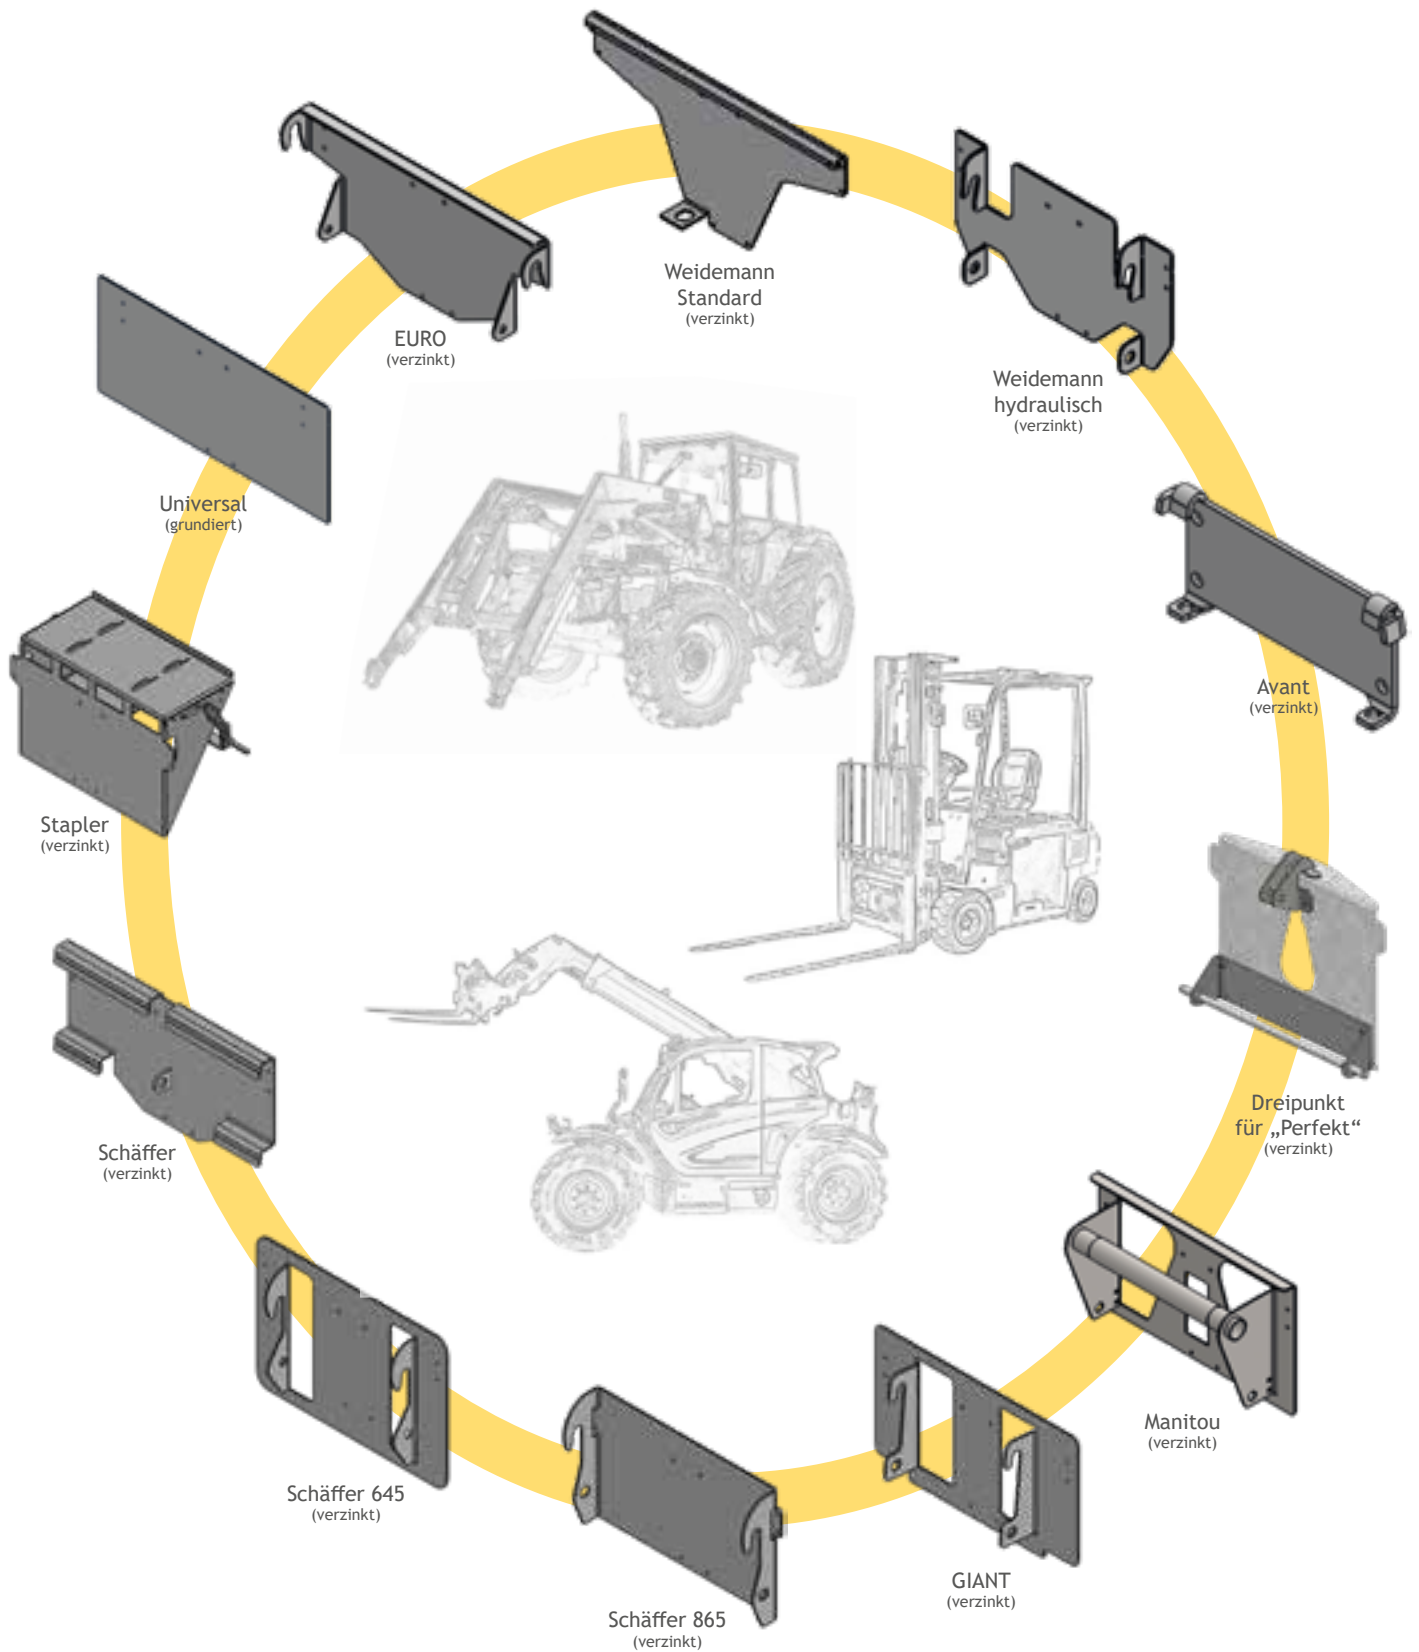 Weidemann
Standard
(verzinkt)
EURO
(verzinkt)
Weidemann
hydraulisch
(verzinkt)
Universal
(grundiert)
Avant
(verzinkt)
Stapler
(verzinkt)
Dreipunkt
für „Perfekt“
(verzinkt)
Schäffer
(verzinkt)
Manitou
(verzinkt)
Schäffer 645
(verzinkt)
GIANT
(verzinkt)
Schäffer 865
(verzinkt)